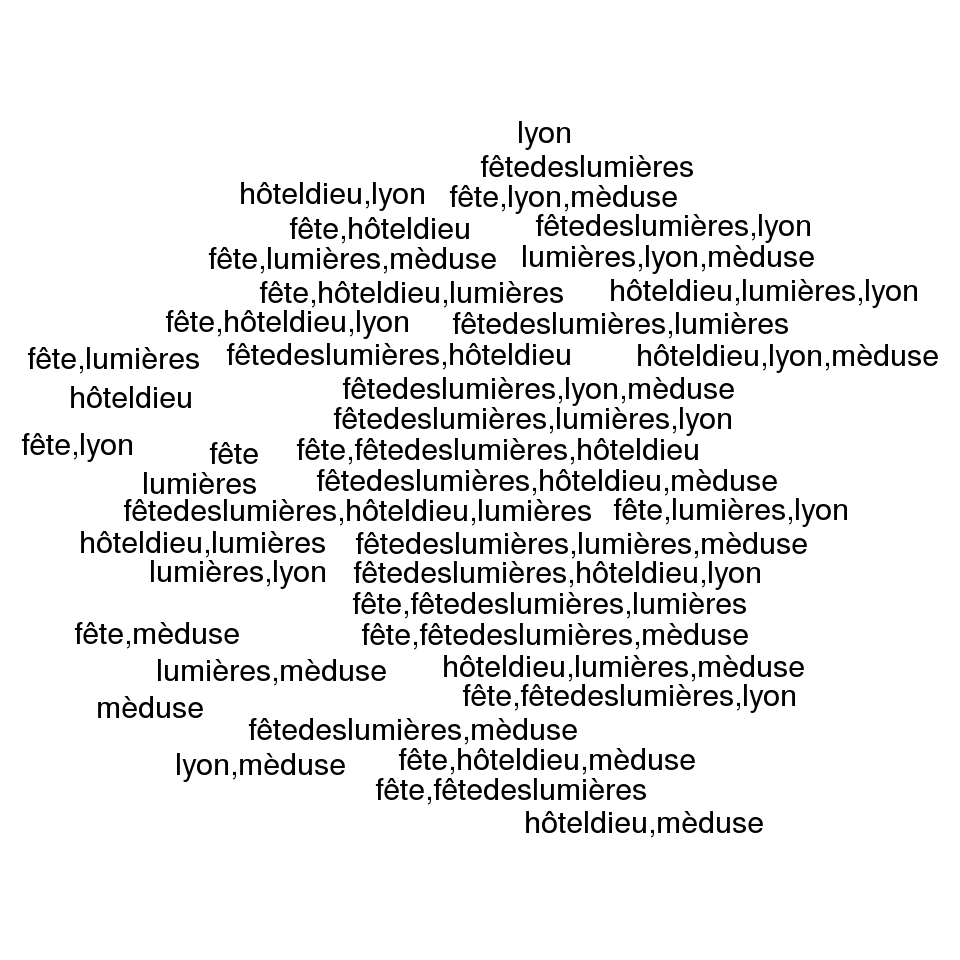 lyon
fêtedeslumières
hôteldieu,lyon
fête,lyon,mèduse
fête,hôteldieu
fêtedeslumières,lyon
fête,lumières,mèduse
lumières,lyon,mèduse
fête,hôteldieu,lumières
hôteldieu,lumières,lyon
fête,hôteldieu,lyon
fêtedeslumières,lumières
fête,lumières
fêtedeslumières,hôteldieu
hôteldieu,lyon,mèduse
hôteldieu
fêtedeslumières,lyon,mèduse
fêtedeslumières,lumières,lyon
fête,lyon
fête
fête,fêtedeslumières,hôteldieu
lumières
fêtedeslumières,hôteldieu,mèduse
fêtedeslumières,hôteldieu,lumières
fête,lumières,lyon
hôteldieu,lumières
fêtedeslumières,lumières,mèduse
lumières,lyon
fêtedeslumières,hôteldieu,lyon
fête,fêtedeslumières,lumières
fête,mèduse
fête,fêtedeslumières,mèduse
lumières,mèduse
hôteldieu,lumières,mèduse
fête,fêtedeslumières,lyon
mèduse
fêtedeslumières,mèduse
lyon,mèduse
fête,hôteldieu,mèduse
fête,fêtedeslumières
hôteldieu,mèduse